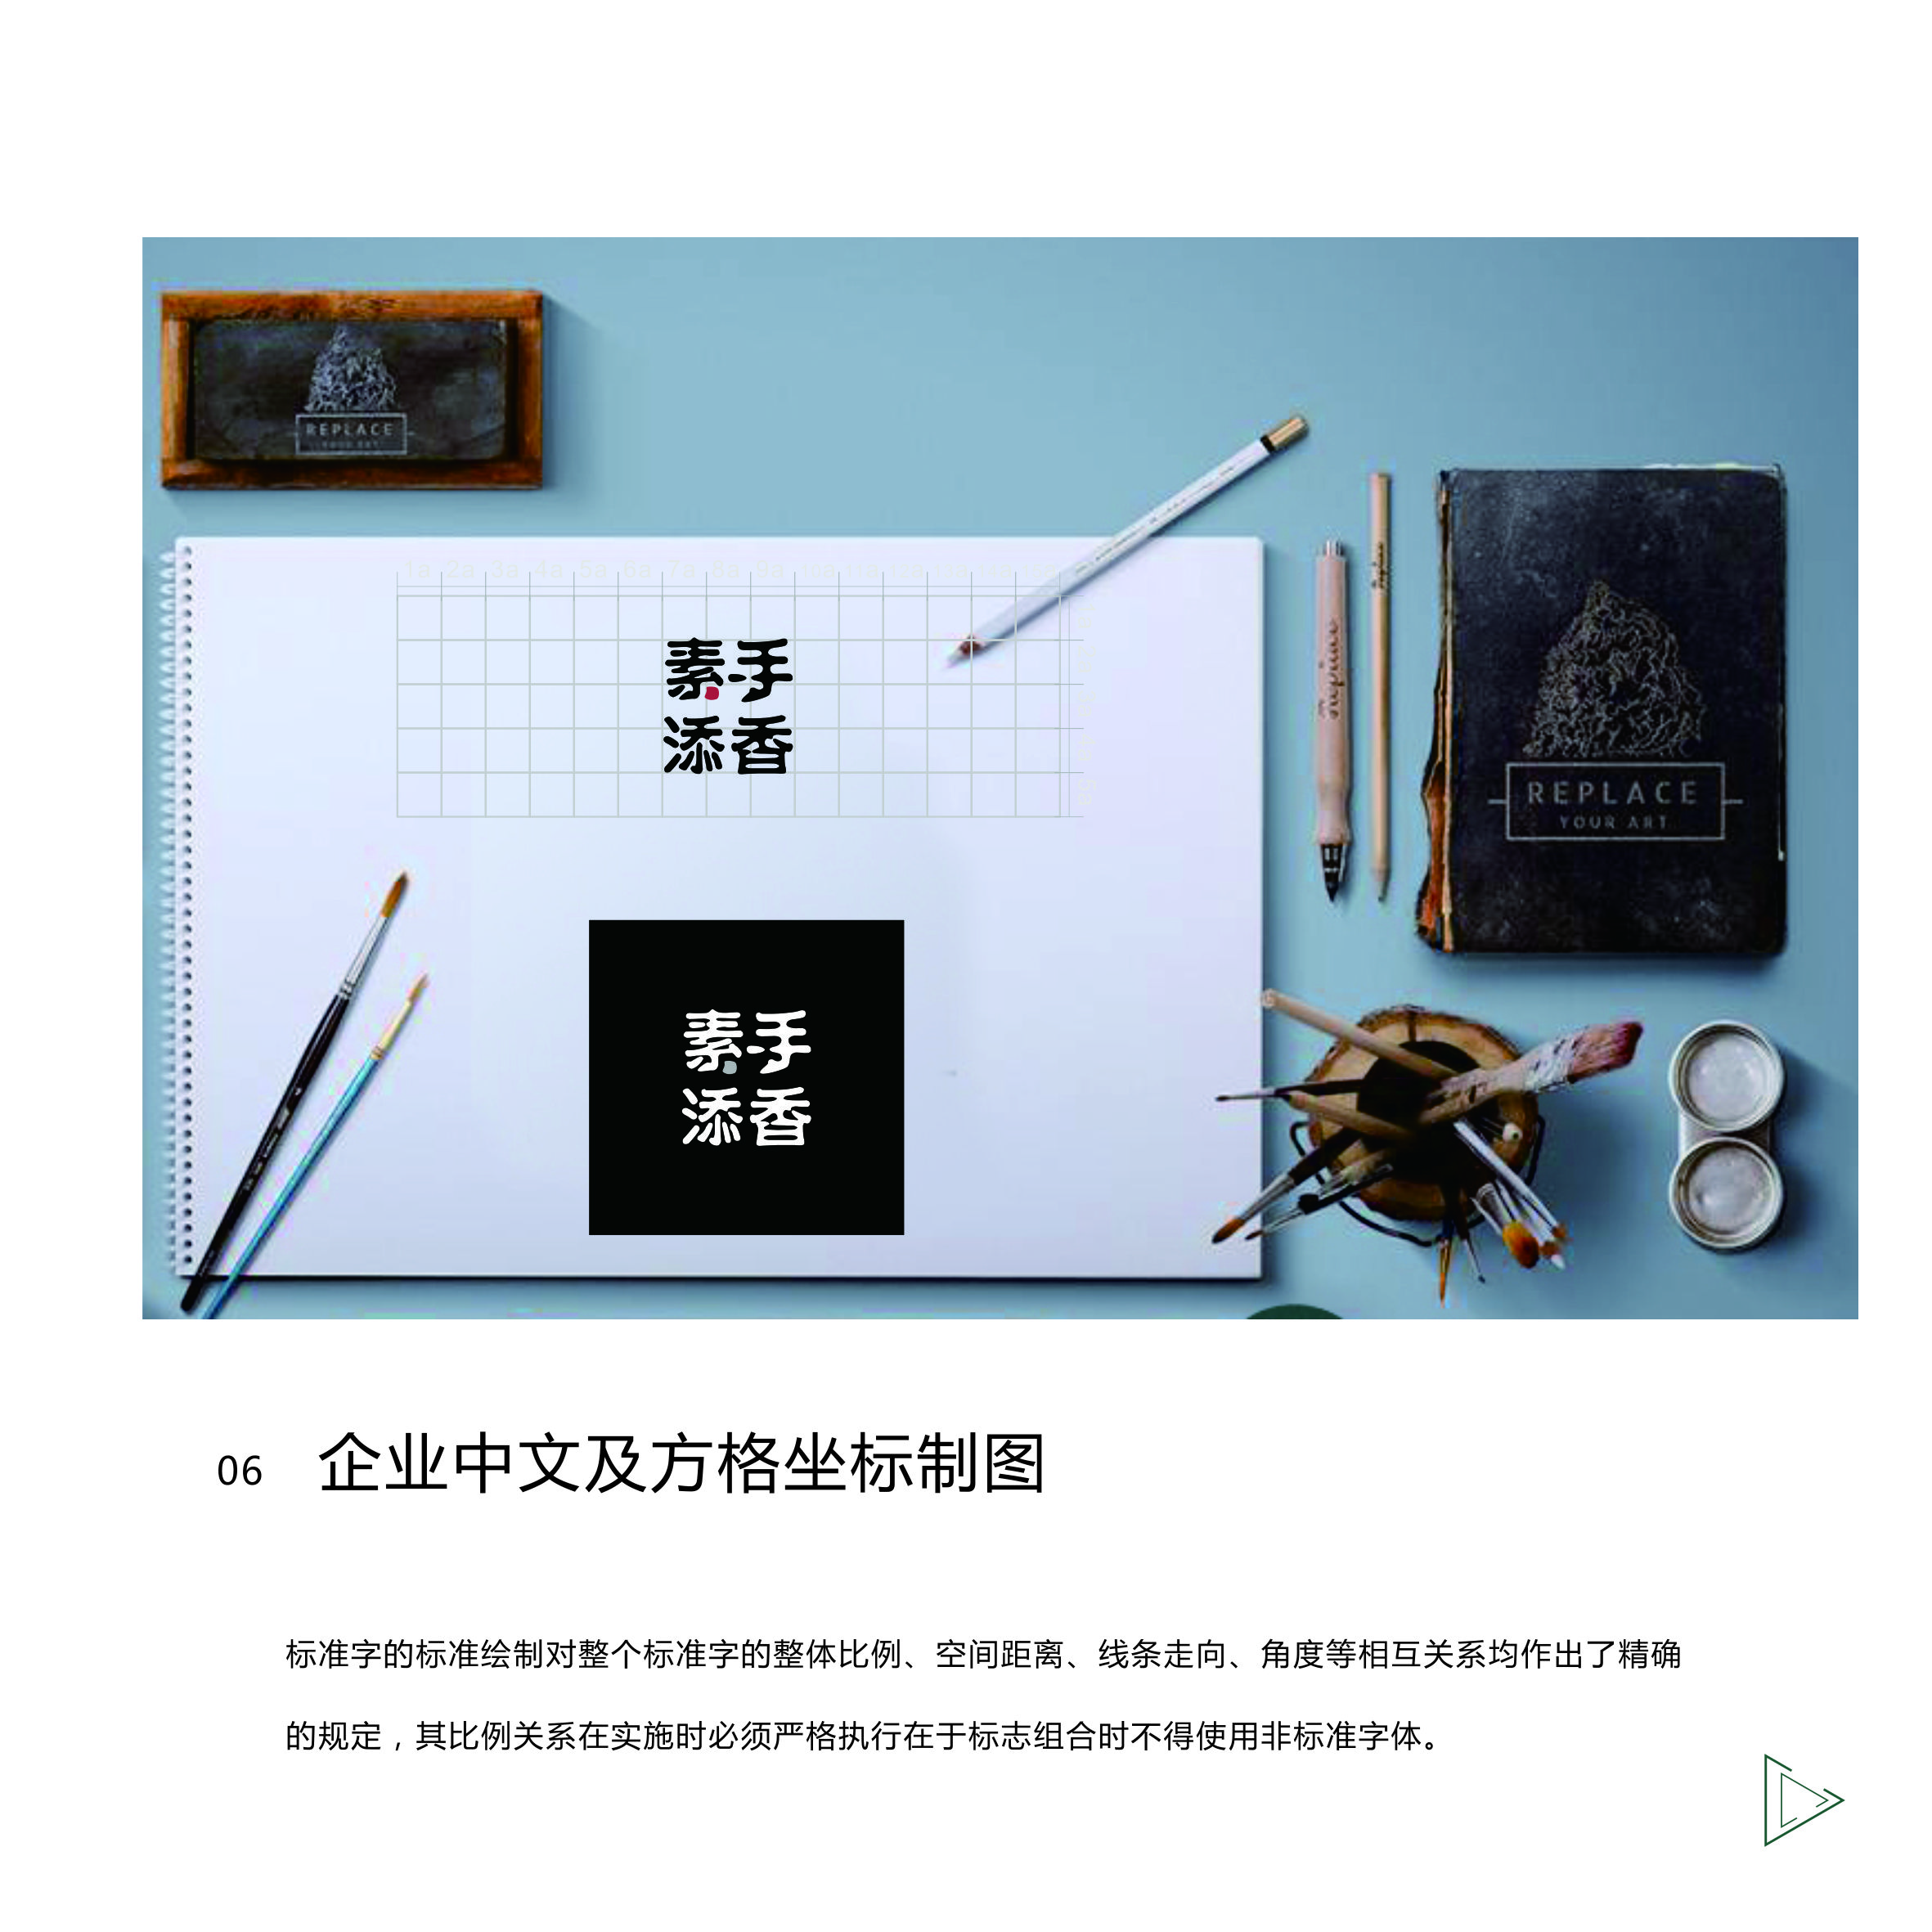 REPLACE
YOUR ART
1a 2a 3a 4a 5a 6a 7a 8a 9a 10a 11a
素手
添香
Replace
REPLACE
YOUR ART
素手
添香
06 企业中文及方格坐标制图
标准字的标准绘制对整个标准字的整体比例、空间距离、线条走向、角度等相互关系均作出了精确
的规定，其比例关系在实施时必须严格执行在于标志组合时不得使用非标准字体。